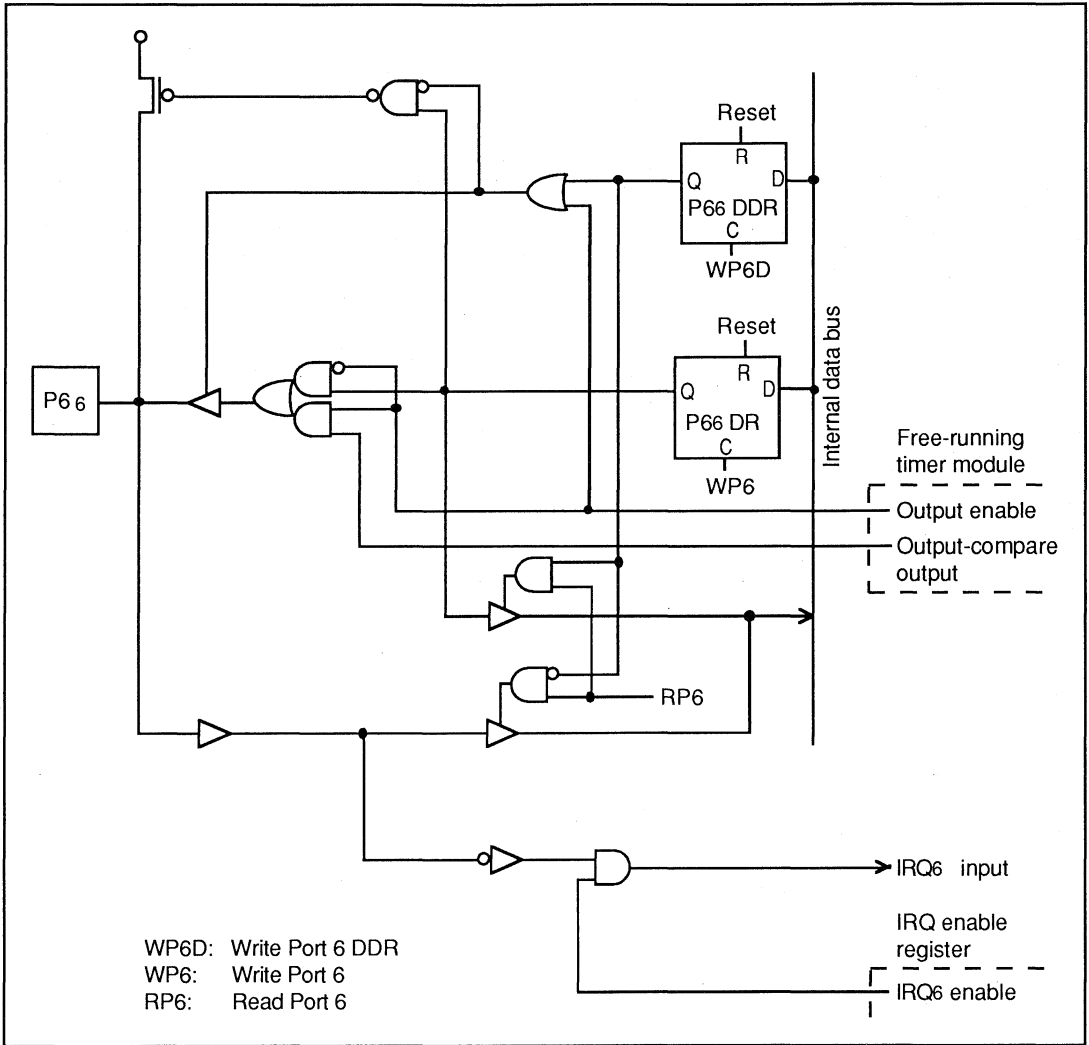 Reset
R
Q D
P66 DDR
C
WP6D
Reset
R
Q D
P66 DR
C
WP6
P6 6
Internal data bus
Free-running
timer module
Output enable
Output-compare
output
RP6
IRQ6 input
IRQ enable
register
IRQ6 enable
WP6D: Write Port 6 DDR
WP6: Write Port 6
RP6: Read Port 6